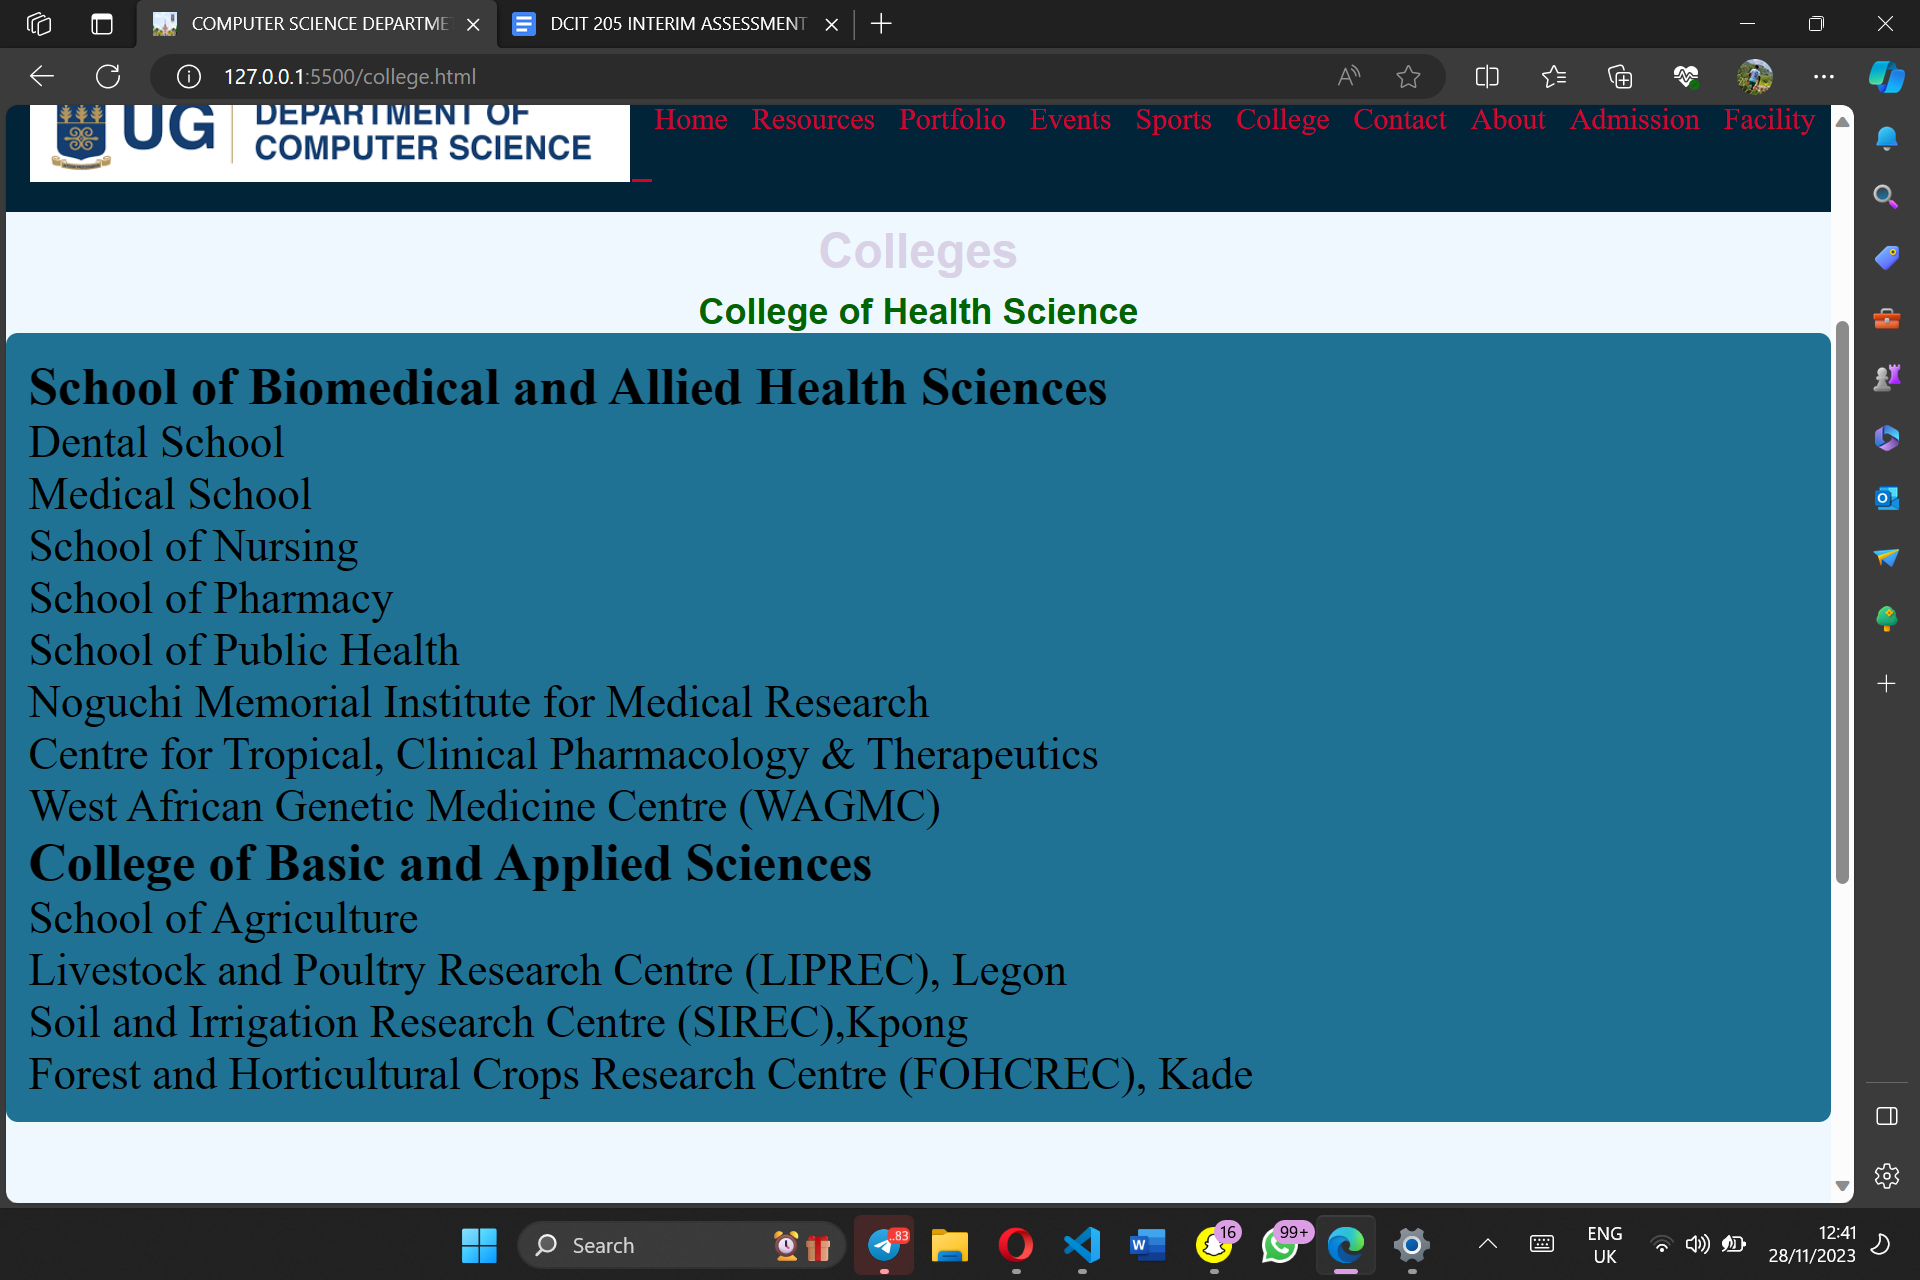 COMPUTER SCIENCE DEPARTME
DCIT 205 INTERIM ASSESSMENT
127.0.0.1:5500/college.html
UG
DEPARTMENT OF
COMPUTER SCIENCE
Home Resources Portfolio Events Sports College Contact About Admission Facility
Colleges
College of Health Science
School of Biomedical and Allied Health Sciences
Dental School
Medical School
School of Nursing
School of Pharmacy
School of Public Health
Noguchi Memorial Institute for Medical Research
Centre for Tropical, Clinical Pharmacology & Therapeutics
West African Genetic Medicine Centre (WAGMC)
College of Basic and Applied Sciences
School of Agriculture
Livestock and Poultry Research Centre (LIPREC), Legon
Soil and Irrigation Research Centre (SIREC),Kpong
Forest and Horticultural Crops Research Centre (FOHCREC), Kade
Search
..83
16
99+
ENG
UK
12:41
28/11/2023